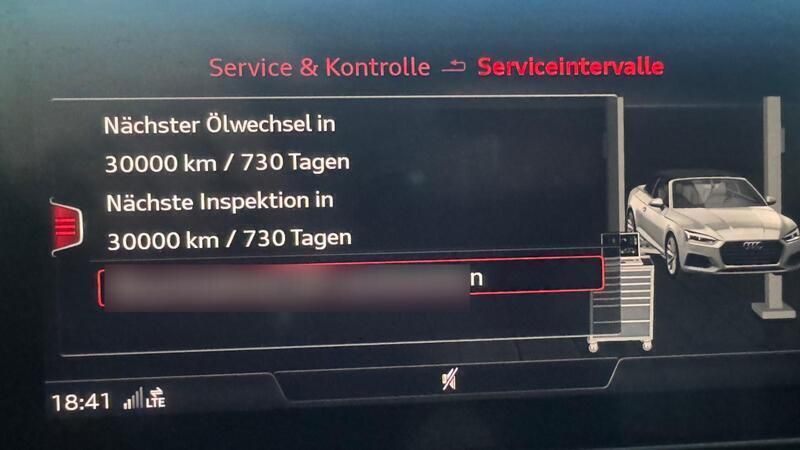 Service & Kontrolle Serviceintervalle
Nächster Ölwechsel in
30000 km / 730 Tagen
Nächste Inspektion in
30000 km / 730 Tagen
18:41 LTE